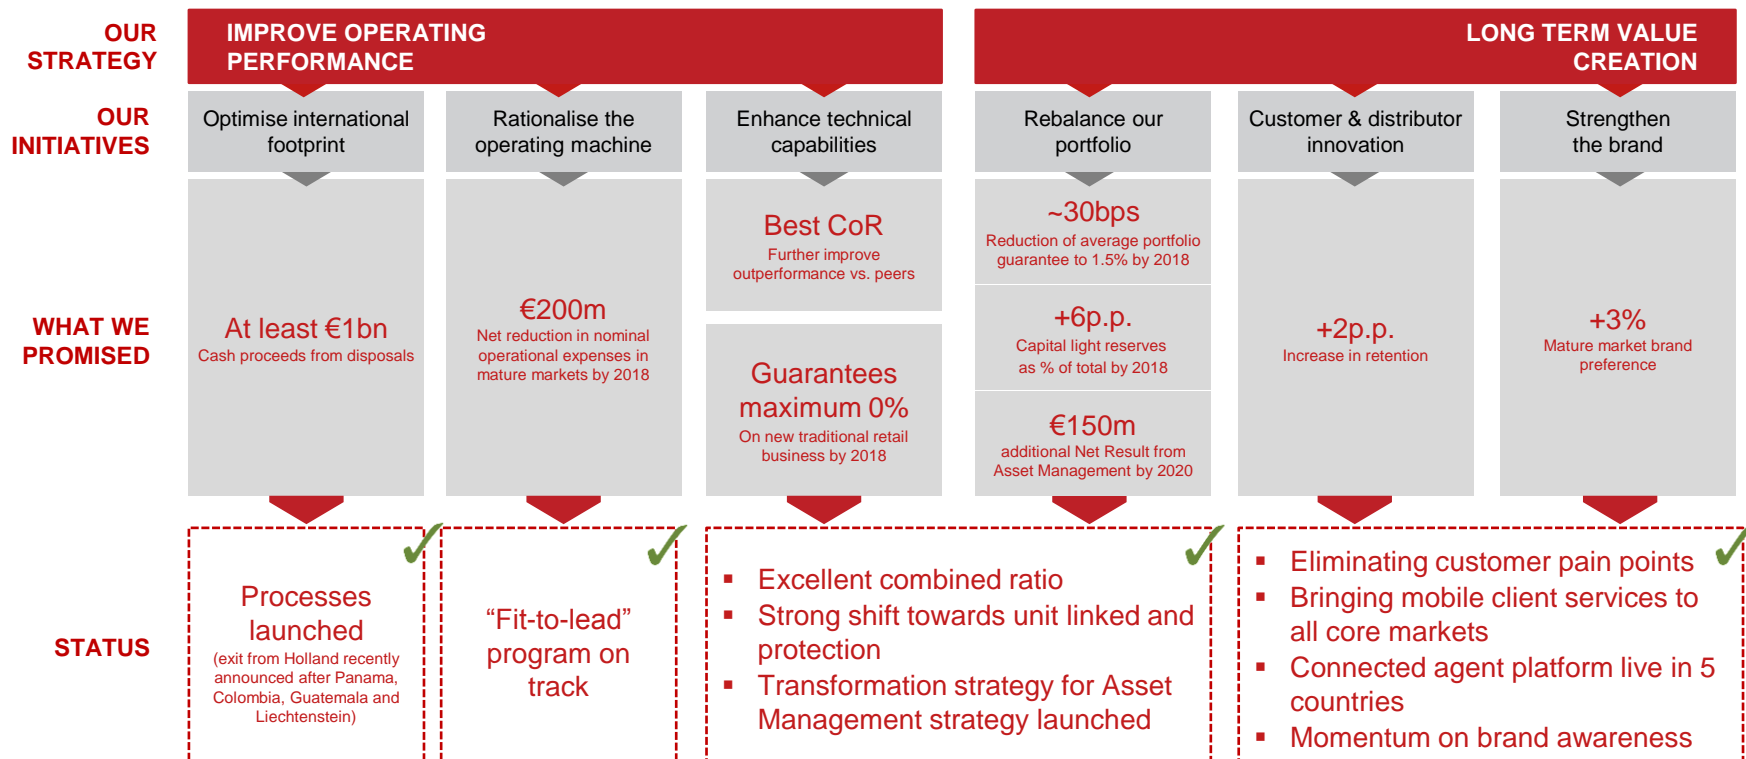 OUR
STRATEGY
IMPROVE OPERATING
PERFORMANCE
LONG TERM VALUE
CREATION
OUR
INITIATIVES
Optimise international
footprint
Rationalise the
operating machine
Enhance technical
capabilities
Rebalance our
portfolio
Customer & distributor
innovation
Strengthen
the brand
WHAT WE
PROMISED
At least €1bn
Cash proceeds from disposals
€200m
Net reduction in nominal
operational expenses in
mature markets by 2018
Best CoR
Further improve
outperformance vs. peers
Guarantees
maximum 0%
On new traditional retail
business by 2018
~30bps
Reduction of average portfolio
guarantee to 1.5% by 2018
+6p.p.
Capital light reserves
as % of total by 2018
€150m
additional Net Result from
Asset Management by 2020
+2p.p.
Increase in retention
+3%
Mature market brand
preference
STATUS
Processes
launched
(exit from Holland recently
announced after Panama,
Colombia, Guatemala and
Liechtenstein)
“Fit-to-lead”
program on
track
▪ Excellent combined ratio
▪ Strong shift towards unit linked and
protection
▪ Transformation strategy for Asset
Management strategy launched
▪ Eliminating customer pain points
▪ Bringing mobile client services to
all core markets
▪ Connected agent platform live in 5
countries
▪ Momentum on brand awareness